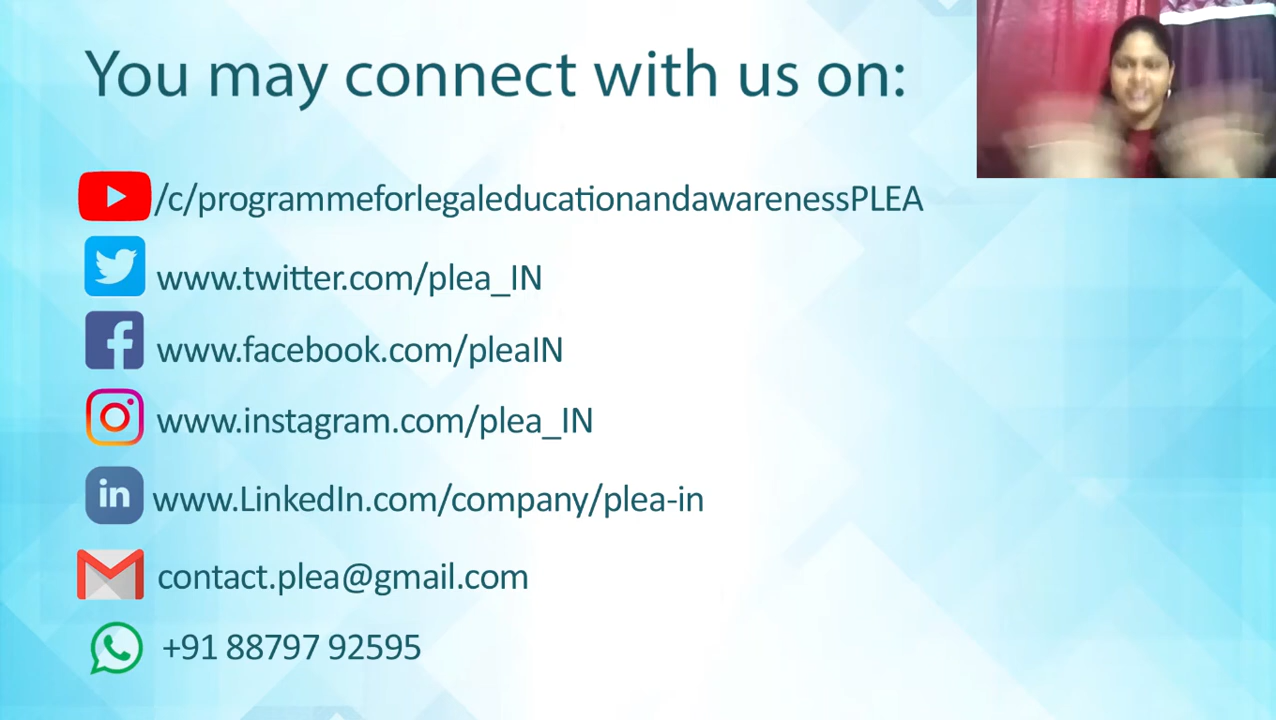 You may connect with us on:
/c/programmeforlegaleducationandawarenessPLEA
www.twitter.com/plea_IN
www.facebook.com/pleaIN
www.instagram.com/plea_IN
in www.LinkedIn.com/company/plea-in
contact.plea@gmail.com
+91 88797 92595